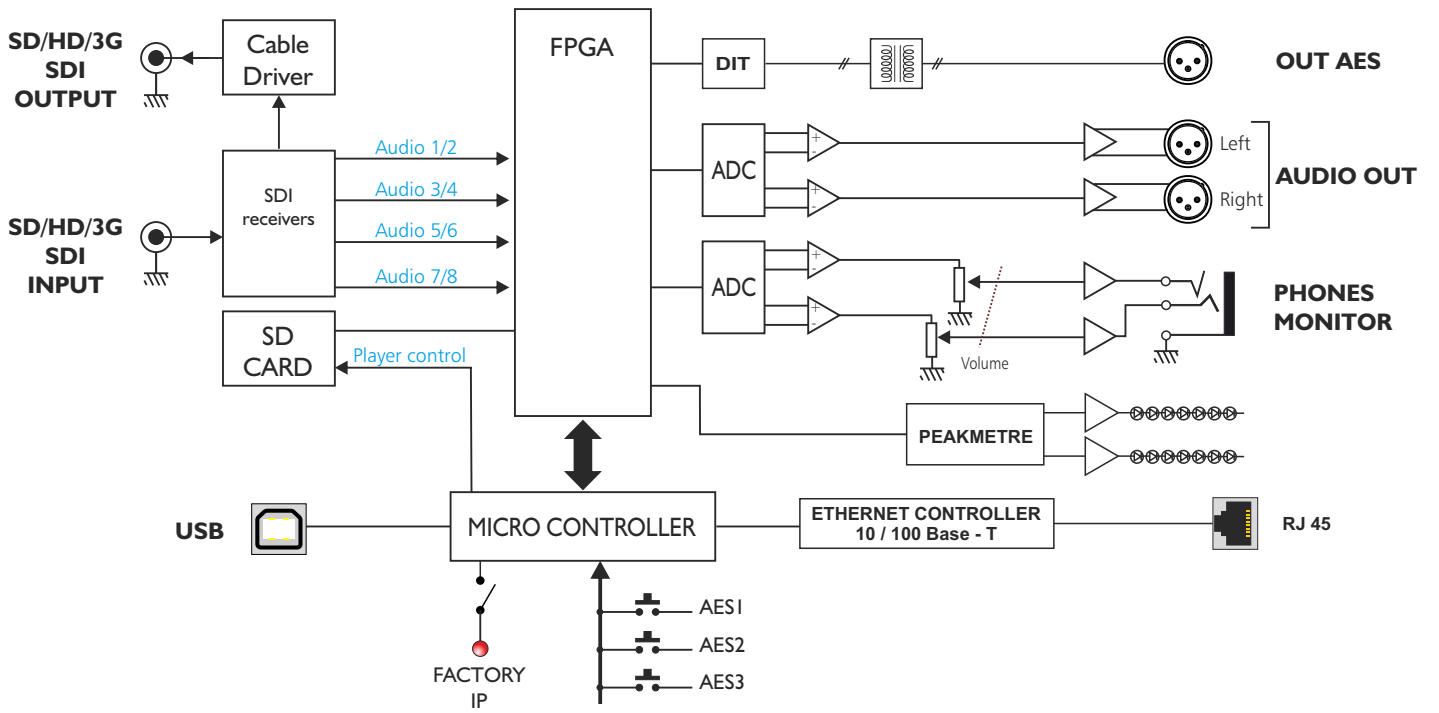 SD/HD/3G
SDI
OUTPUT
Cable
Driver
FPGA
DIT
OUT AES
SDI
receivers
Audio 1/2
Audio 3/4
Audio 5/6
Audio 7/8
ADC
+
-
+
-
Left
Right
AUDIO OUT
SD/HD/3G
SDI
INPUT
ADC
+
-
+
-
Volume
PHONES
MONITOR
SD
CARD
Player control
PEAKMETRE
USB
MICRO CONTROLLER
ETHERNET CONTROLLER
10 / 100 Base - T
RJ 45
FACTORY
IP
AES1
AES2
AES3